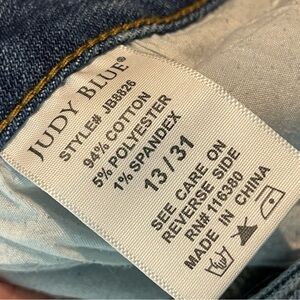 JUDY BLUE®
STYLE# JB8826
94% COTTON
5% POLYESTER
1% SPANDEX
13 / 31
SEE CARE ON
REVERSE SIDE
RN# 116380
MADE IN CHINA